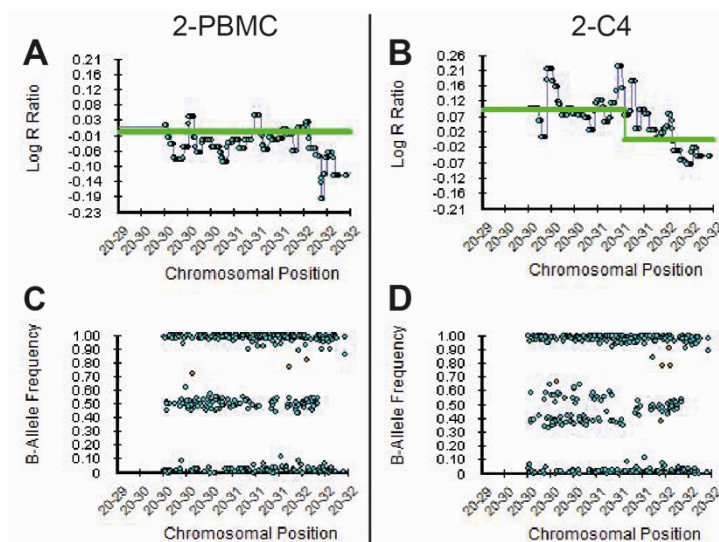 2-PBMC
2-C4
A
Log R Ratio
0.21
0.16
0.12
0.07
0.03
-0.01
-0.06
-0.10
-0.14
-0.19
-0.23
20-29 20-30 20-30 20-30 20-30 20-31 20-31 20-31 20-32 20-32 20-32
Chromosomal Position
B
Log R Ratio
0.26
0.21
0.16
0.12
0.07
0.02
-0.02
-0.07
-0.12
-0.16
-0.21
20-29 20-30 20-30 20-30 20-30 20-31 20-31 20-31 20-32 20-32 20-32
Chromosomal Position
C
B-Allele Frequency
1.00
0.90
0.80
0.70
0.60
0.50
0.40
0.30
0.20
0.10
0
20-29 20-30 20-30 20-30 20-30 20-31 20-31 20-31 20-32 20-32 20-32
Chromosomal Position
D
B-Allele Frequency
1.00
0.90
0.80
0.70
0.60
0.50
0.40
0.30
0.20
0.10
0
20-29 20-30 20-30 20-30 20-30 20-31 20-31 20-31 20-32 20-32 20-32
Chromosomal Position